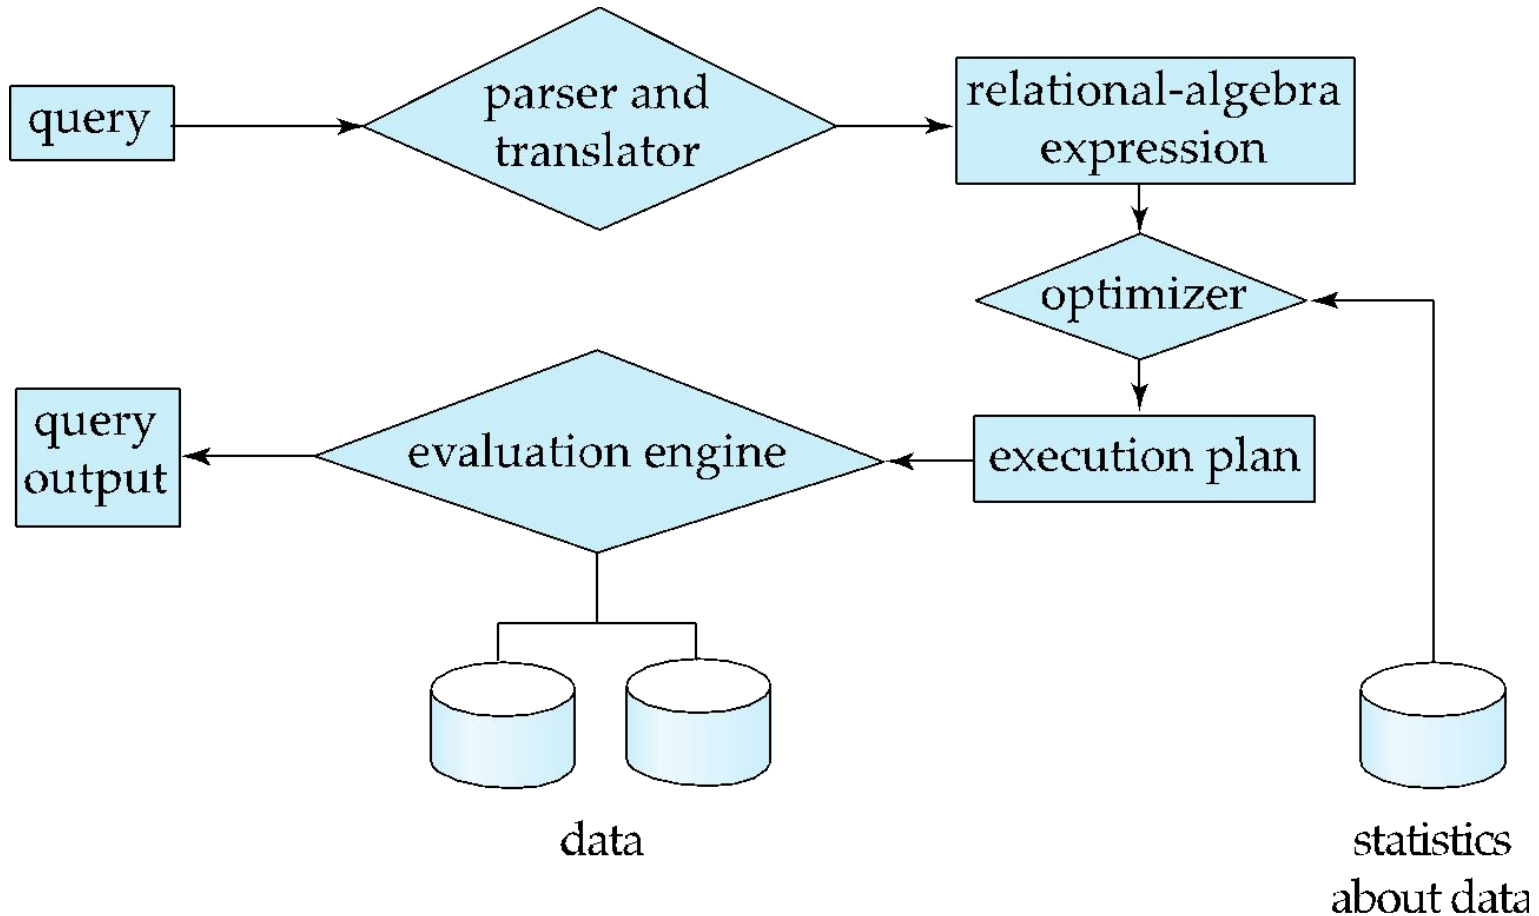 query
parser and
translator
relational-algebra
expression
optimizer
query
output
evaluation engine
execution plan
data
statistics
about data